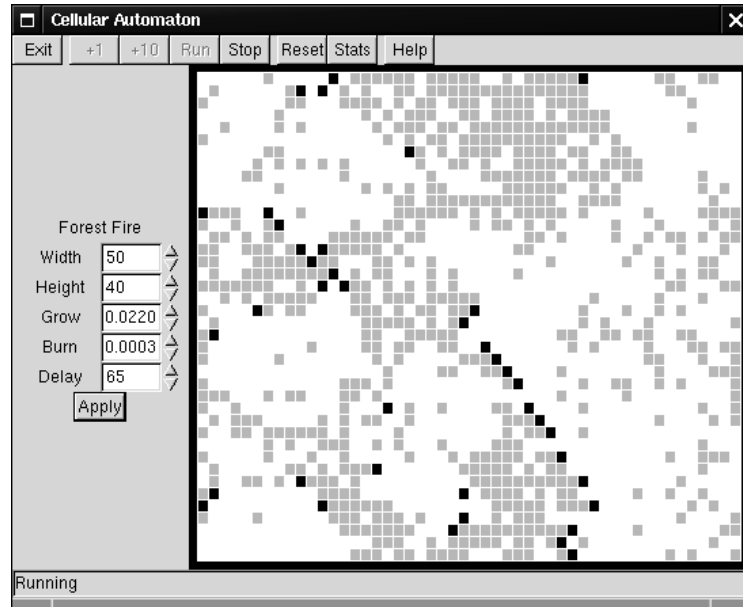 Cellular Automaton
Exit +1 +10 Run Stop Reset Stats Help
Forest Fire
Width 50
Height 40
Grow 0.0220
Burn 0.0003
Delay 65
Apply
Running